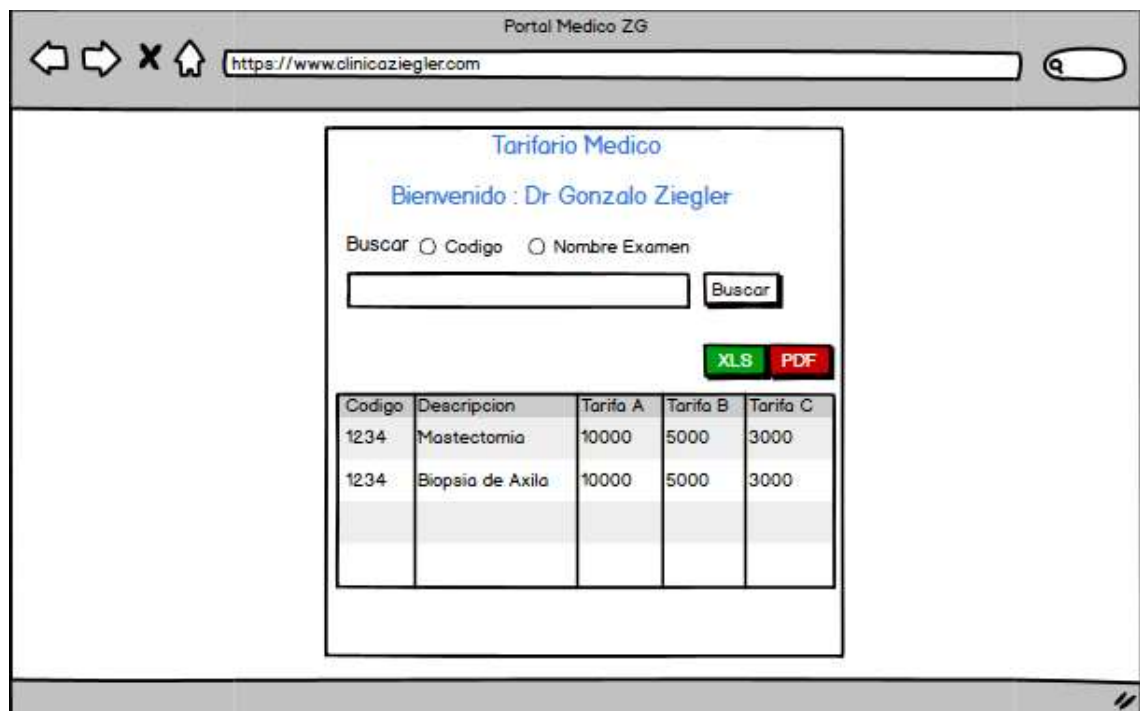 Portal Medico ZG
https://www.clinicaziegler.com
Tarifario Medico
Bienvenido : Dr Gonzalo Ziegler
Buscar Codigo Nombre Examen
Buscar
XLS PDF
Codigo Descripcion Tarifa A Tarifa B Tarifa C
1234 Mastectomia 10000 5000 3000
1234 Biopsia de Axila 10000 5000 3000